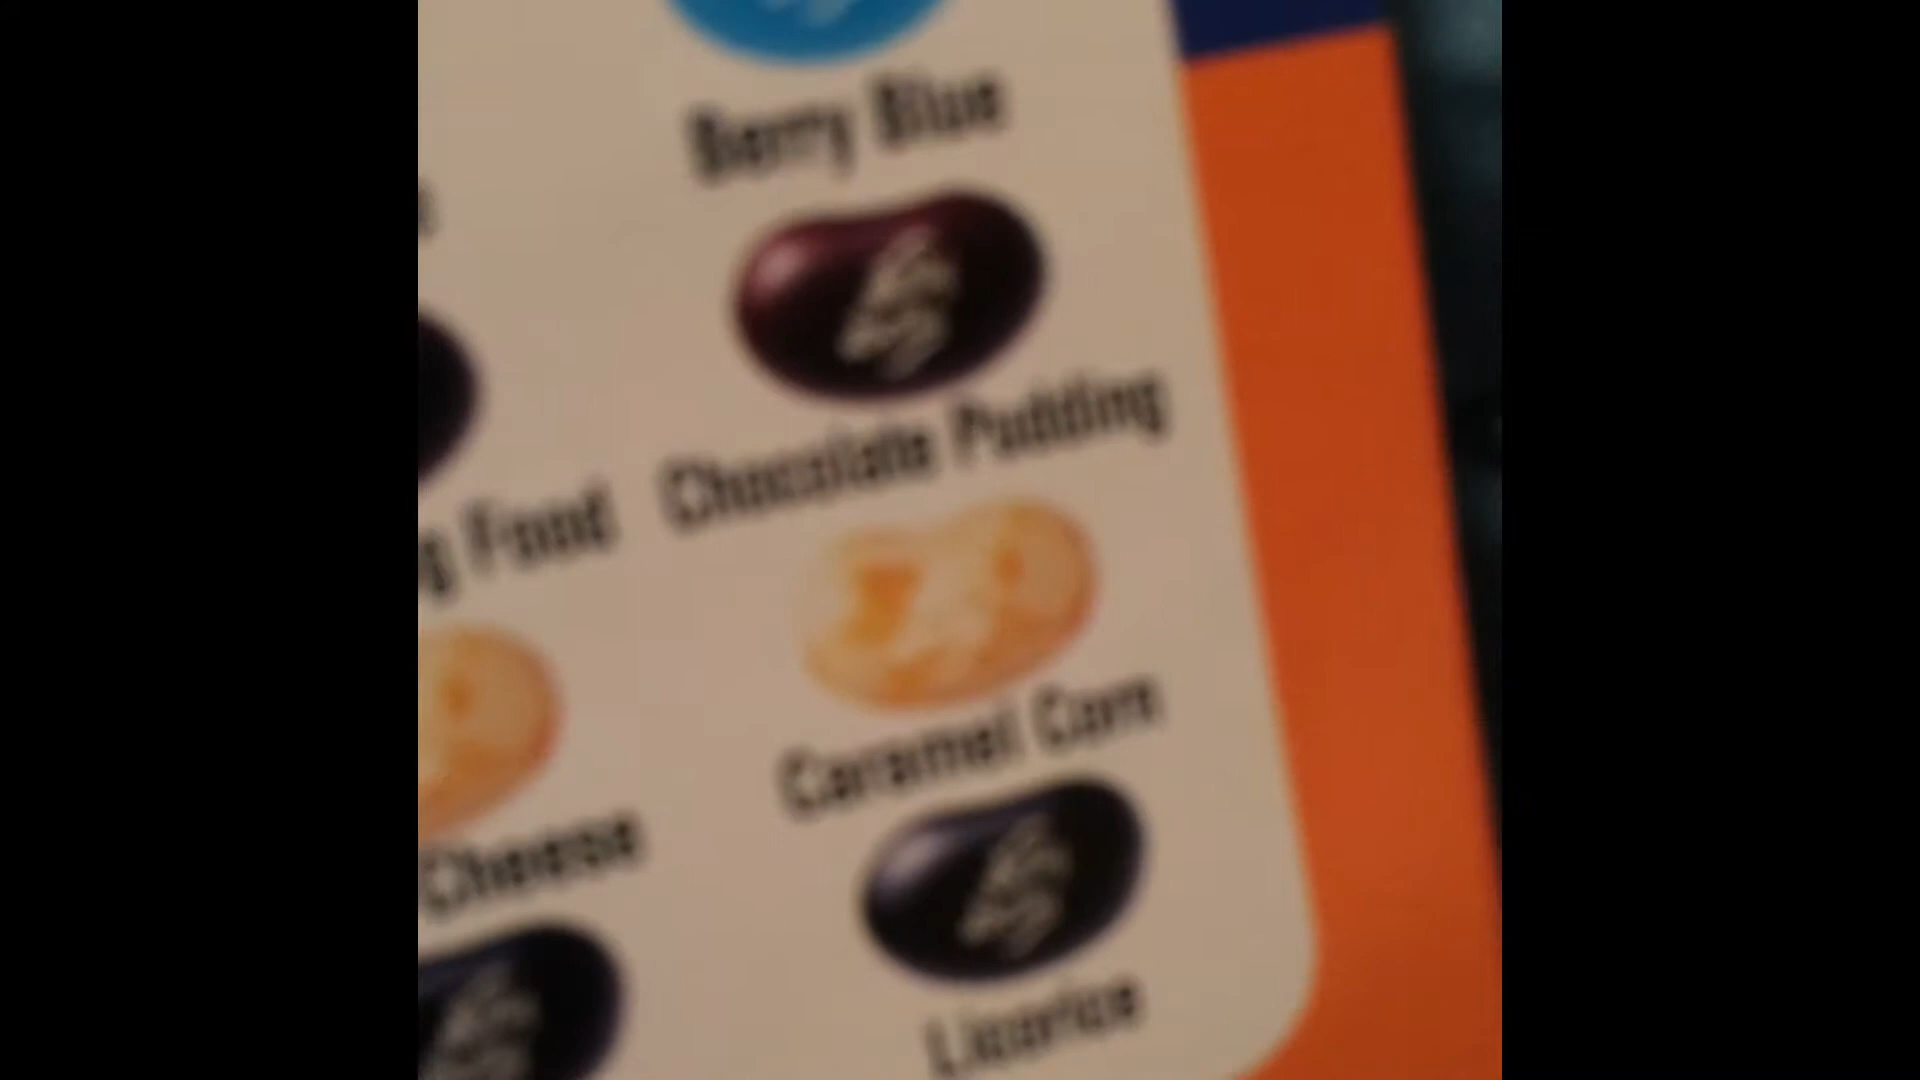 Berry Blue
Food Chocolate Pudding
Caramel Corn
Cheese
Licorice